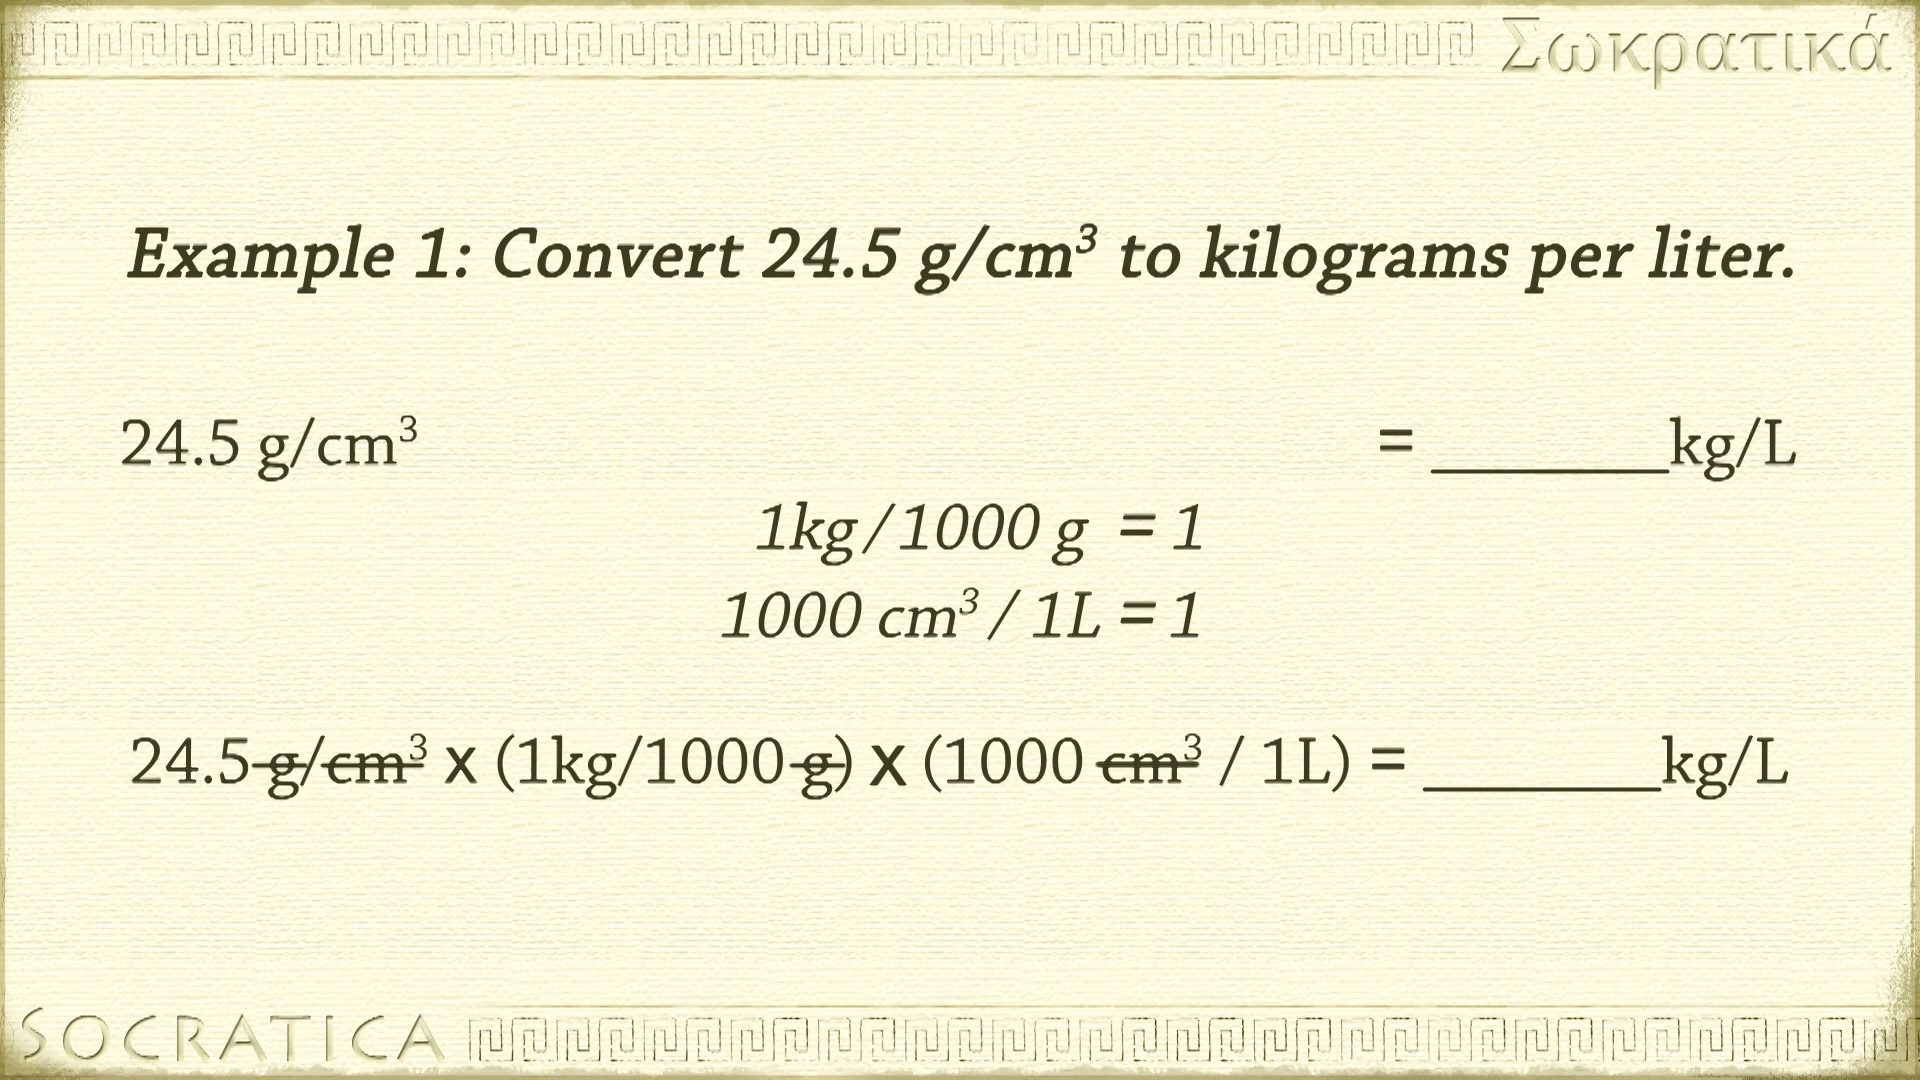 Σωκρατικά
Example 1: Convert 24.5 g/cm³ to kilograms per liter.
24.5 g/cm³ = ________kg/L
1kg/1000 g = 1
1000 cm³ / 1L = 1
24.5 g/cm³ x (1kg/1000 g) x (1000 cm³ / 1L) = ________kg/L
SOCRATICA